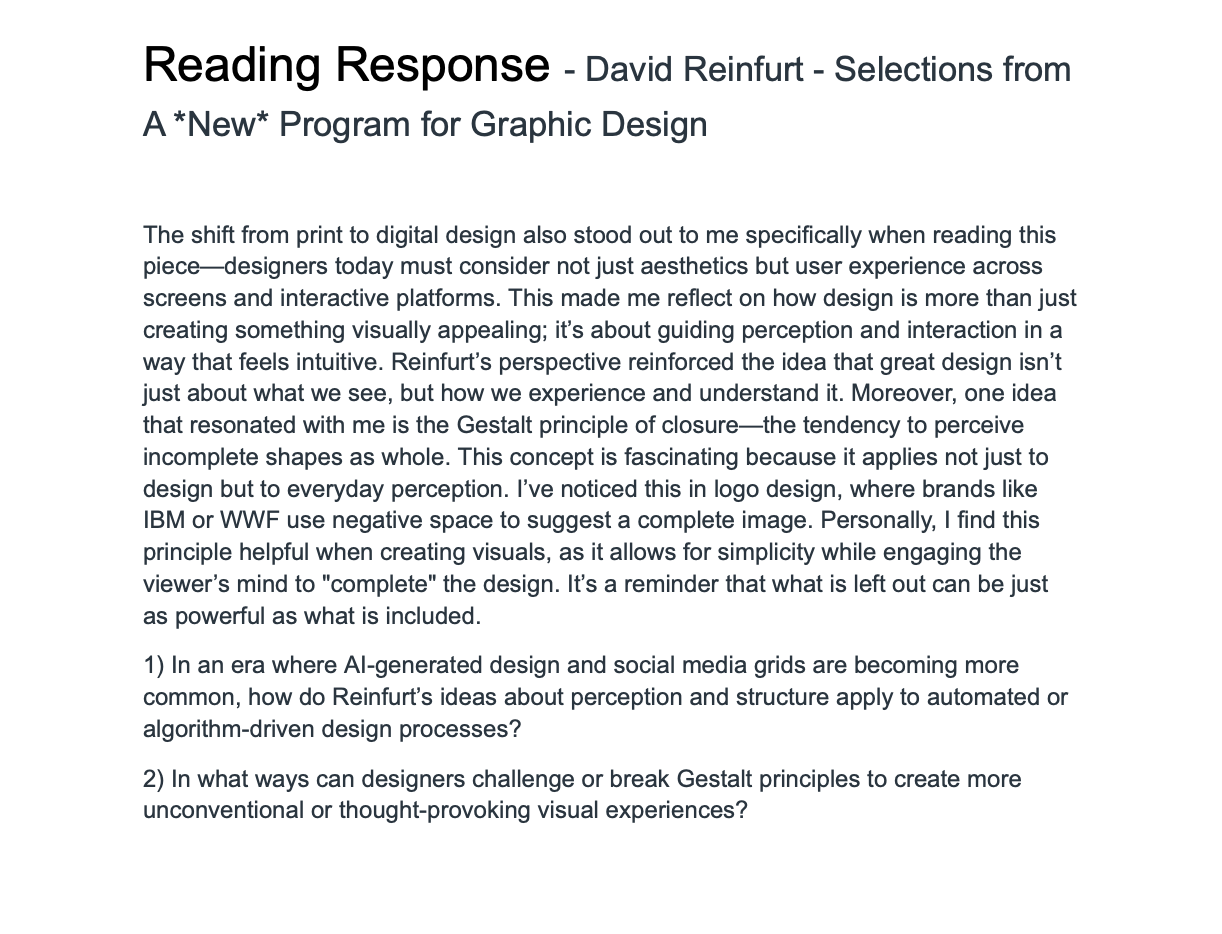 Reading Response - David Reinfurt - Selections from
A *New* Program for Graphic Design
The shift from print to digital design also stood out to me specifically when reading this
piece—designers today must consider not just aesthetics but user experience across
screens and interactive platforms. This made me reflect on how design is more than just
creating something visually appealing; it’s about guiding perception and interaction in a
way that feels intuitive. Reinfurt’s perspective reinforced the idea that great design isn’t
just about what we see, but how we experience and understand it. Moreover, one idea
that resonated with me is the Gestalt principle of closure—the tendency to perceive
incomplete shapes as whole. This concept is fascinating because it applies not just to
design but to everyday perception. I’ve noticed this in logo design, where brands like
IBM or WWF use negative space to suggest a complete image. Personally, I find this
principle helpful when creating visuals, as it allows for simplicity while engaging the
viewer’s mind to "complete" the design. It’s a reminder that what is left out can be just
as powerful as what is included.
1) In an era where AI-generated design and social media grids are becoming more
common, how do Reinfurt’s ideas about perception and structure apply to automated or
algorithm-driven design processes?
2) In what ways can designers challenge or break Gestalt principles to create more
unconventional or thought-provoking visual experiences?